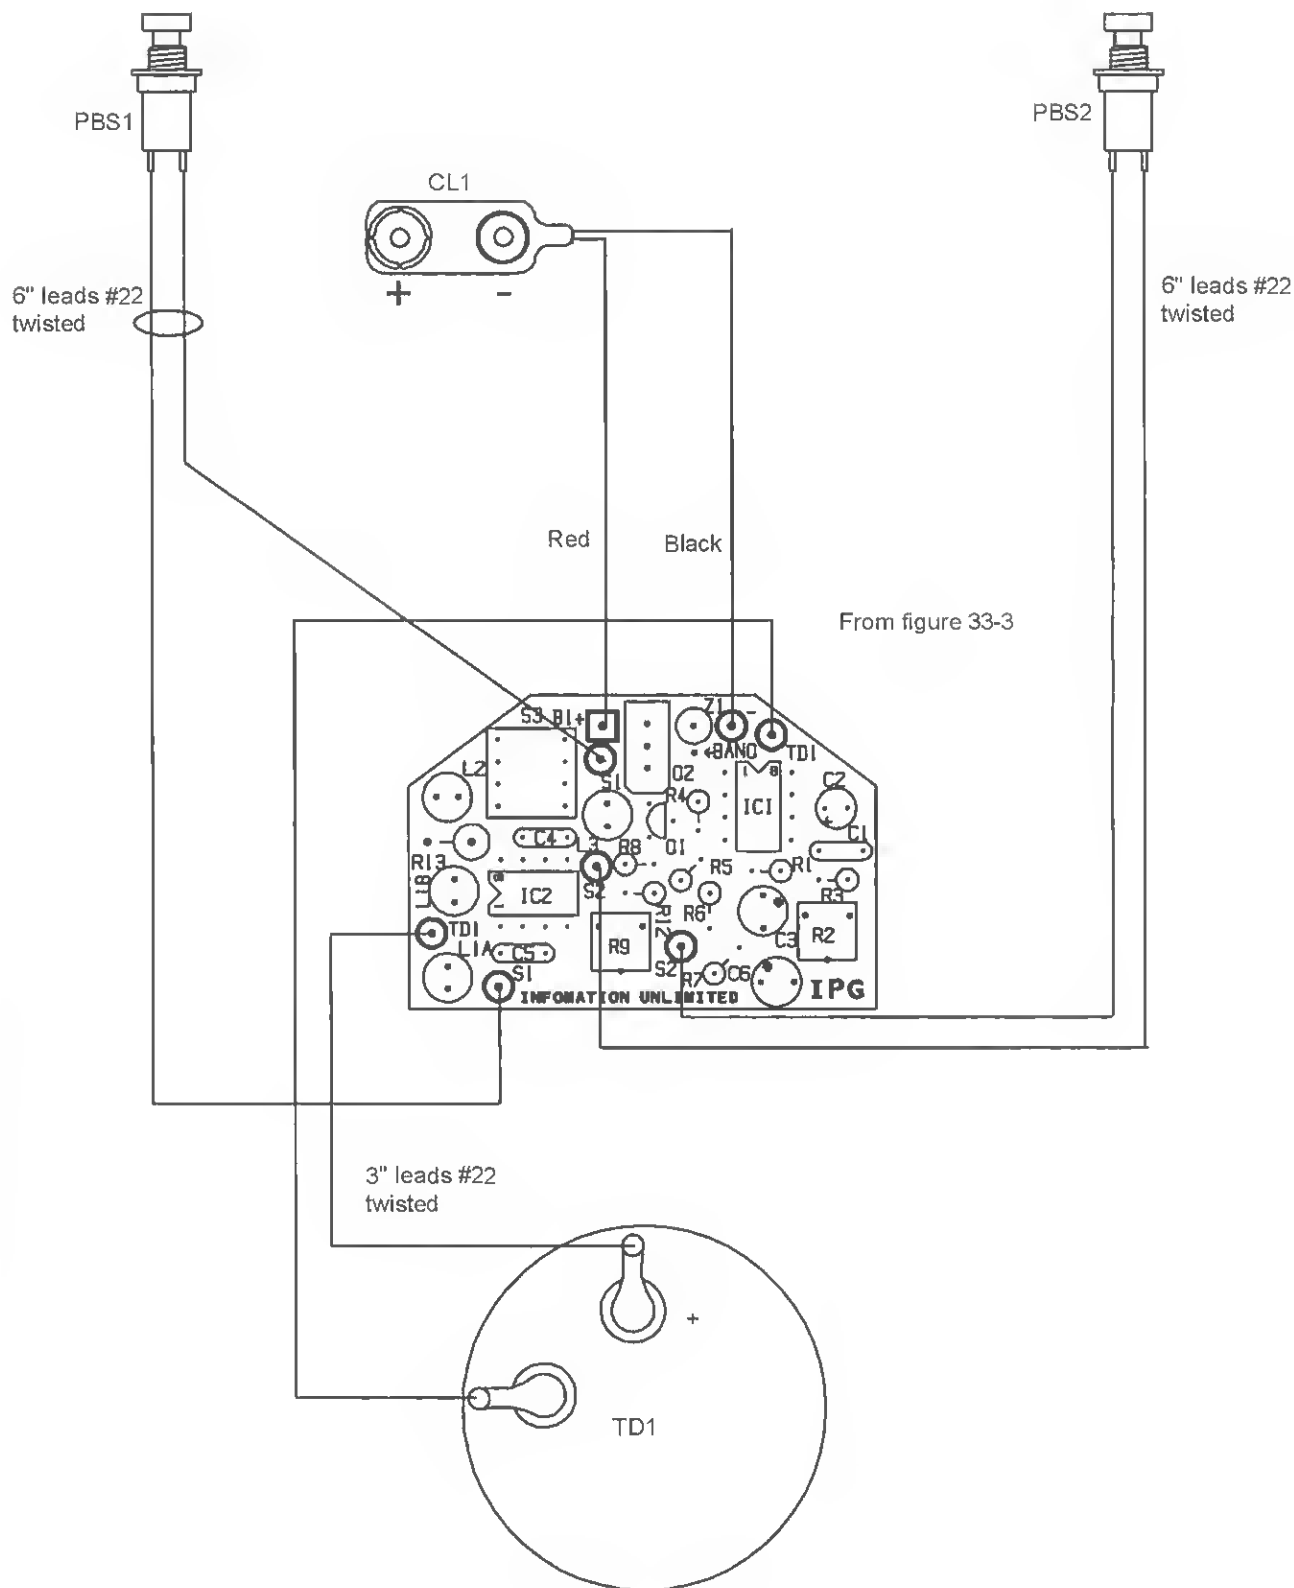 PBS1
PBS2
CL1
+ -
6" leads #22
twisted
6" leads #22
twisted
Red
Black
From figure 33-3
S3 B1+
Z1 -
+BAND
TD1
L2
S1
Q2
R4
IC1
C2
+
C1
C4
L3
R8
Q1
R13
S2
R5
R1
L1B
IC2
R6
R3
TD1
R12
L1A
C5
R9
C3
R2
S1
S2
R7
C6
INFOMATION UNLIMITED
IPG
3" leads #22
twisted
+
TD1